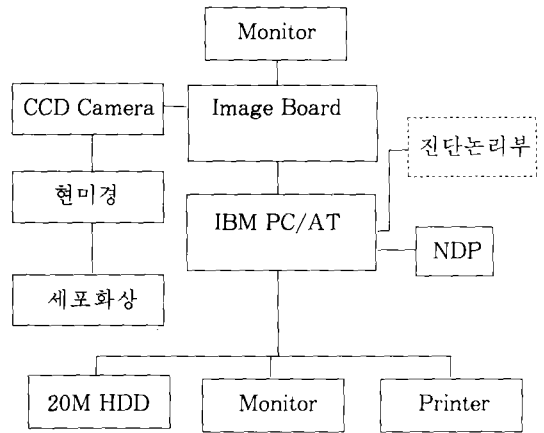 Monitor
CCD Camera
Image Board
진단논리부
현미경
IBM PC/AT
NDP
세포화상
20M HDD
Monitor
Printer